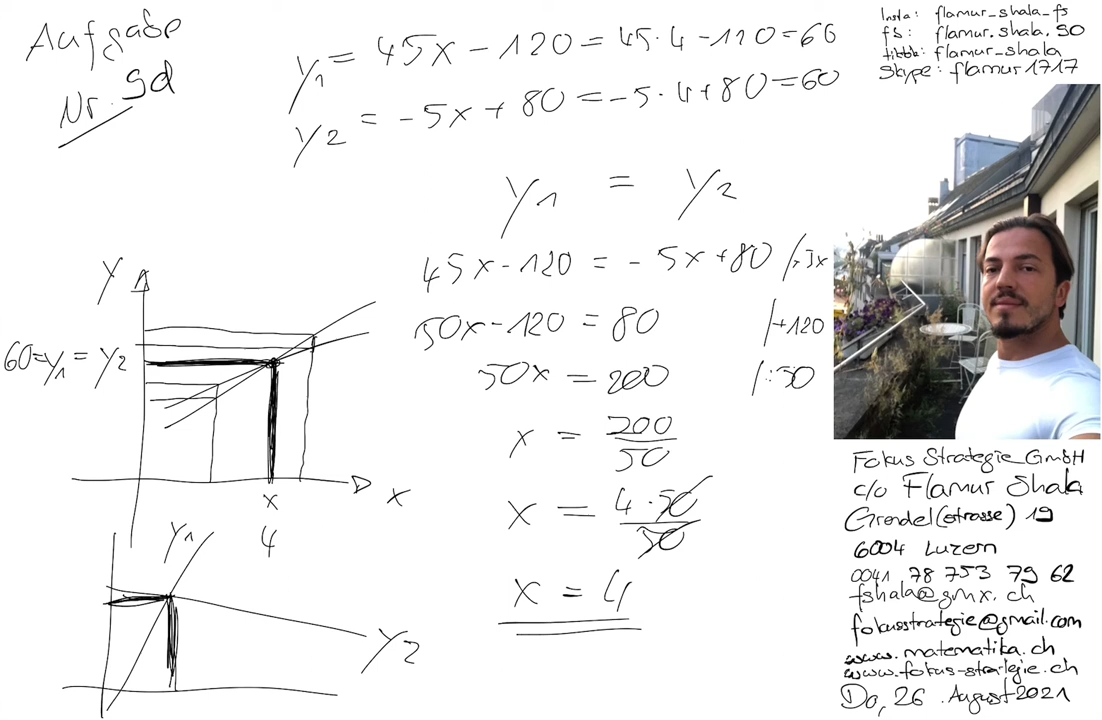 Aufgabe
Nr. 9d
y1 = 45x - 120 = 45·4 - 120 = 60
y2 = -5x + 80 = -5·4 + 80 = 60
y1 = y2
45x - 120 = -5x + 80 /+5x
50x - 120 = 80 /+120
50x = 200 /:50
x = 200/50
x = 4·50/50
x = 4
y
60=y1 = y2
x
x
4
y1
y2
Insta: flamur_shala_fs
fb: flamur.shala.90
tiktok: flamur_shala
Skype: flamur1717
Fokus Strategie GmbH
c/o Flamur Shala
Grendel(strasse) 19
6004 Luzern
0041 78 753 79 62
fshala@gmx.ch
fokusstrategie@gmail.com
www.matematika.ch
www.fokus-strategie.ch
Do, 26. August 2021